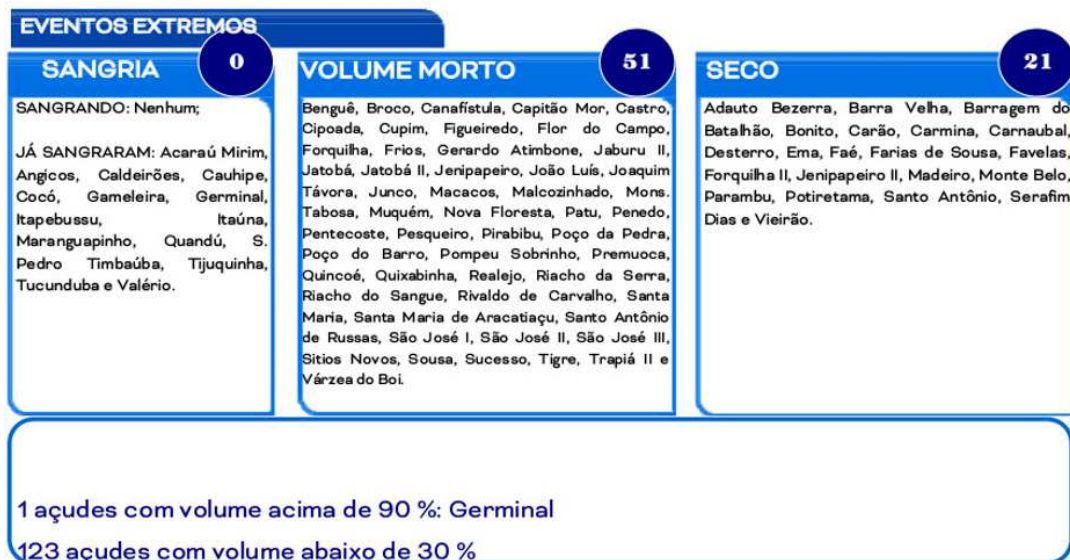 EVENTOS EXTREMOS
SANGRIA
0
SANGRANDO: Nenhum;
JÁ SANGRARAM: Acaraú Mirim,
Angicos, Caldeirões, Cauhipe,
Cocó, Gameleira, Germinal,
Itapebussu, Itaúna,
Maranguapinho, Quandú, S.
Pedro Timbaúba, Tijuquinha,
Tucunduba e Valério.
VOLUME MORTO
51
Benguê, Broco, Canafístula, Capitão Mor, Castro,
Cipoada, Cupim, Figueiredo, Flor do Campo,
Forquilha, Frios, Gerardo Atimbone, Jaburu II,
Jatobá, Jatobá II, Jenipapeiro, João Luís, Joaquim
Távora, Junco, Macacos, Malcozinhado, Mons.
Tabosa, Muquém, Nova Floresta, Patu, Penedo,
Pentecoste, Pesqueiro, Pirabibu, Poço da Pedra,
Poço do Barro, Pompeu Sobrinho, Premuoca,
Quincoé, Quixabinha, Realejo, Riacho da Serra,
Riacho do Sangue, Rivaldo de Carvalho, Santa
Maria, Santa Maria de Aracatiaçu, Santo Antônio
de Russas, São José I, São José II, São José III,
Sitios Novos, Sousa, Sucesso, Tigre, Trapiá II e
Várzea do Boi.
SECO
21
Adauto Bezerra, Barra Velha, Barragem do
Batalhão, Bonito, Carão, Carmina, Carnaubal,
Desterro, Ema, Faé, Farias de Sousa, Favelas,
Forquilha II, Jenipapeiro II, Madeiro, Monte Belo,
Parambu, Potiretama, Santo Antônio, Serafim
Dias e Vieirão.
1 açudes com volume acima de 90 %: Germinal
123 açudes com volume abaixo de 30 %